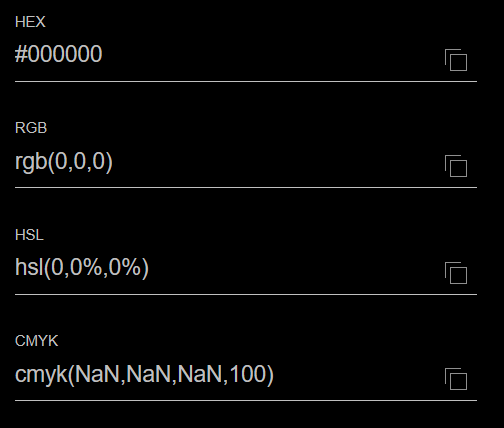 HEX
#000000
RGB
rgb(0,0,0)
HSL
hsl(0,0%,0%)
CMYK
cmyk(NaN,NaN,NaN,100)